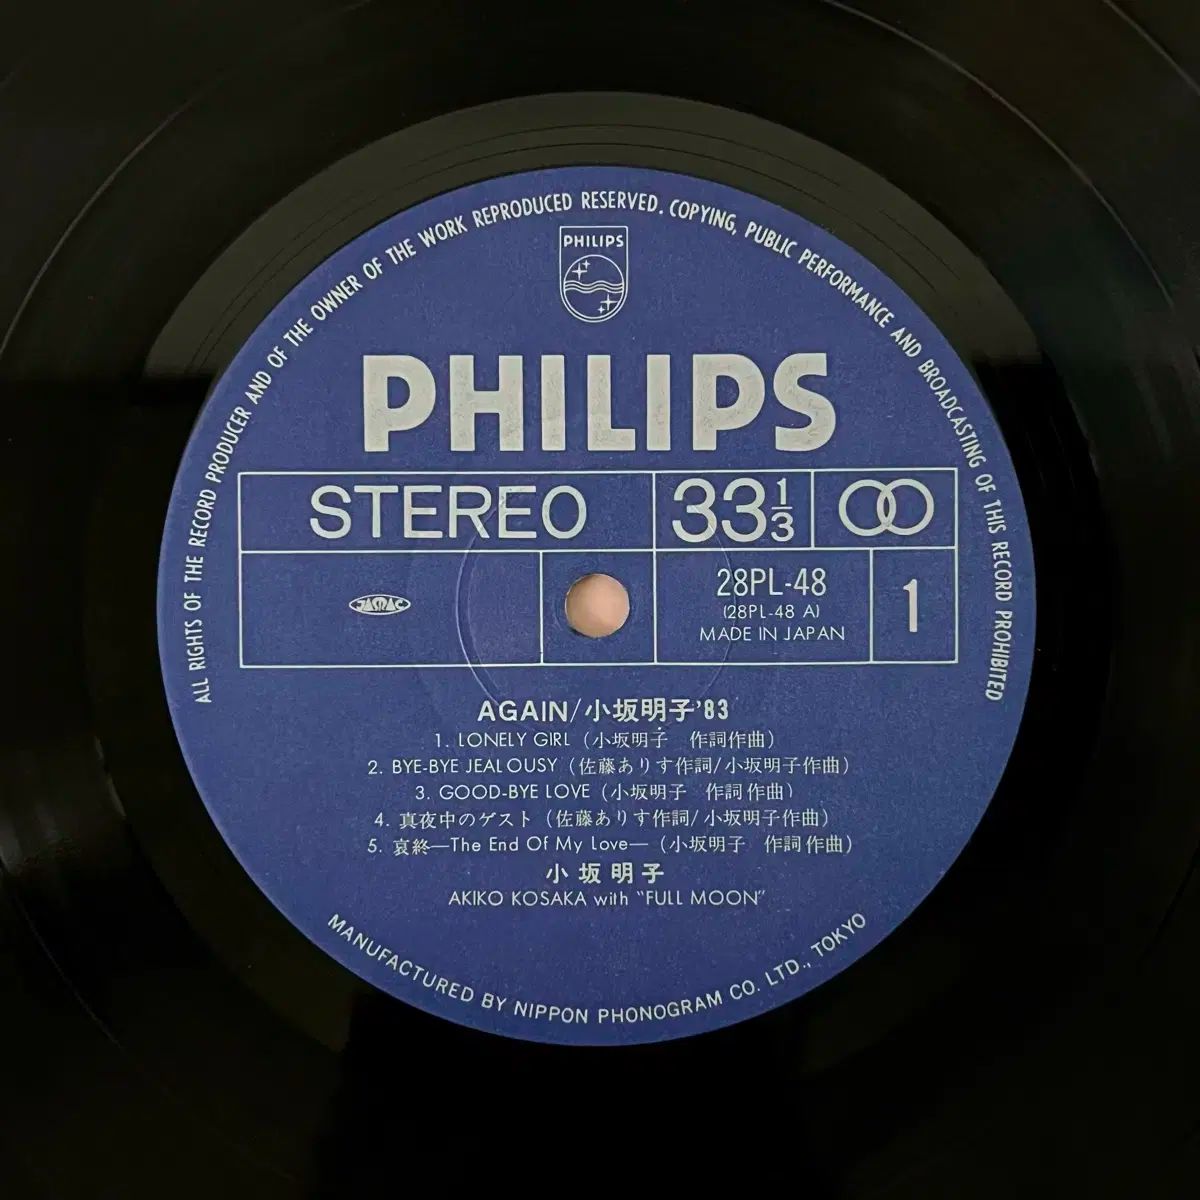 ALL RIGHTS OF THE RECORD PRODUCER AND OF THE OWNER OF THE WORK REPRODUCED RESERVED. COPYING, PUBLIC PERFORMANCE AND BROADCASTING OF THIS RECORD PROHIBITED
PHILIPS
PHILIPS
STEREO 33 1/3
JASRAC 28PL-48 1
(28PL-48 A)
MADE IN JAPAN
AGAIN/小坂明子'83
1. LONELY GIRL (小坂明子 作詞作曲)
2. BYE-BYE JEALOUSY (佐藤ありす作詞/小坂明子作曲)
3. GOOD-BYE LOVE (小坂明子 作詞作曲)
4. 真夜中のゲスト (佐藤ありす作詞/小坂明子作曲)
5. 哀終—The End Of My Love— (小坂明子 作詞作曲)
小坂明子
AKIKO KOSAKA with "FULL MOON"
MANUFACTURED BY NIPPON PHONOGRAM CO. LTD., TOKYO